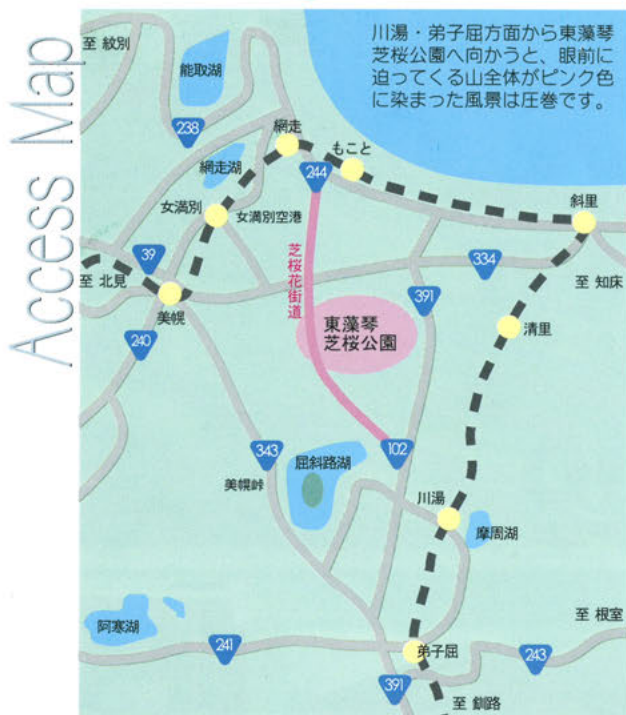 Access Map
川湯・弟子屈方面から東藻琴
芝桜公園へ向かうと、眼前に
迫ってくる山全体がピンク色
に染まった風景は圧巻です。
至 紋別
能取湖
238
網走
もこと
網走湖
244
斜里
女満別
女満別空港
39
334
至 北見
至 知床
芝桜花街道
391
美幌
東藻琴
芝桜公園
清里
240
102
343
屈斜路湖
美幌峠
川湯
摩周湖
阿寒湖
至 根室
241
弟子屈
243
391
至 釧路